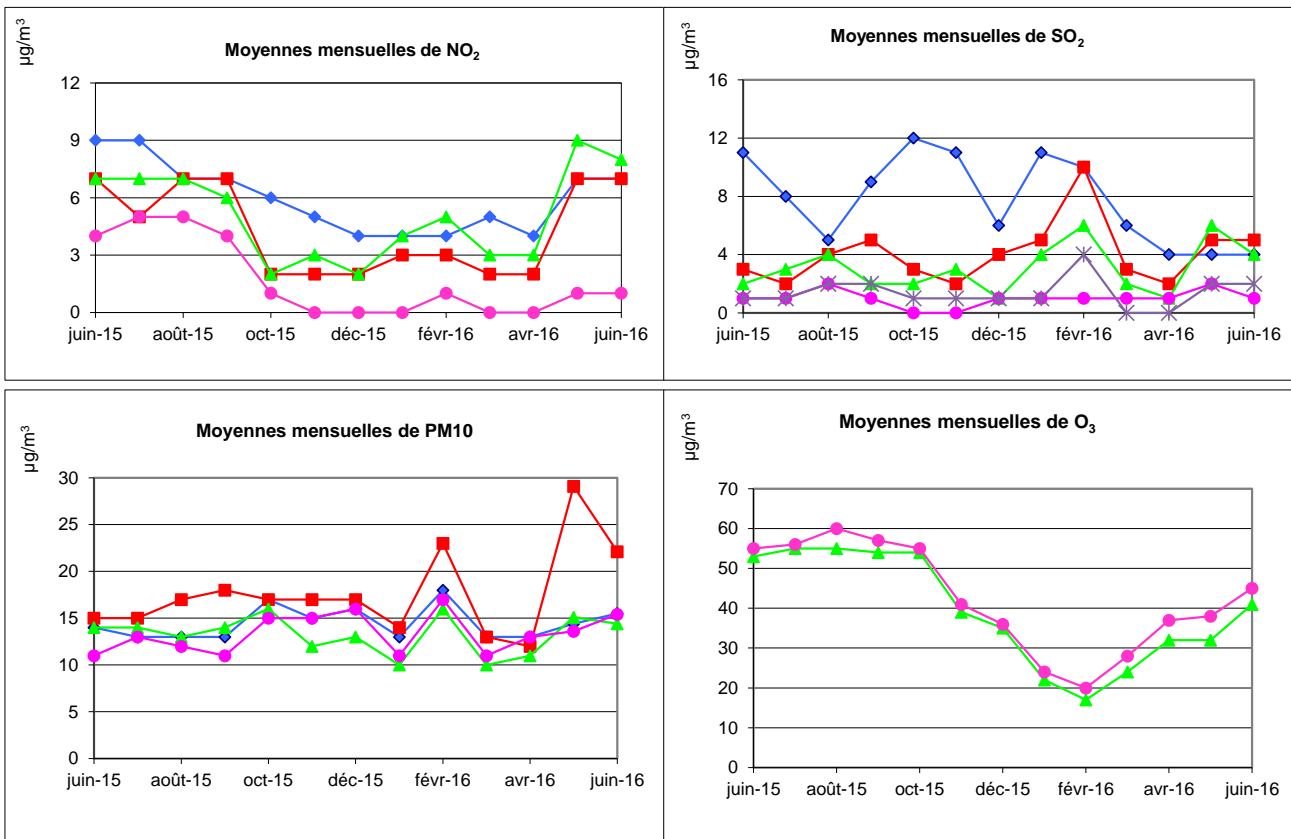 µg/m³
Moyennes mensuelles de NO₂
12
9
6
3
0
juin-15 août-15 oct-15 déc-15 févr-16 avr-16 juin-16
µg/m³
Moyennes mensuelles de SO₂
16
12
8
4
0
juin-15 août-15 oct-15 déc-15 févr-16 avr-16 juin-16
µg/m³
Moyennes mensuelles de PM10
30
25
20
15
10
5
0
juin-15 août-15 oct-15 déc-15 févr-16 avr-16 juin-16
µg/m³
Moyennes mensuelles de O₃
70
60
50
40
30
20
10
0
juin-15 août-15 oct-15 déc-15 févr-16 avr-16 juin-16